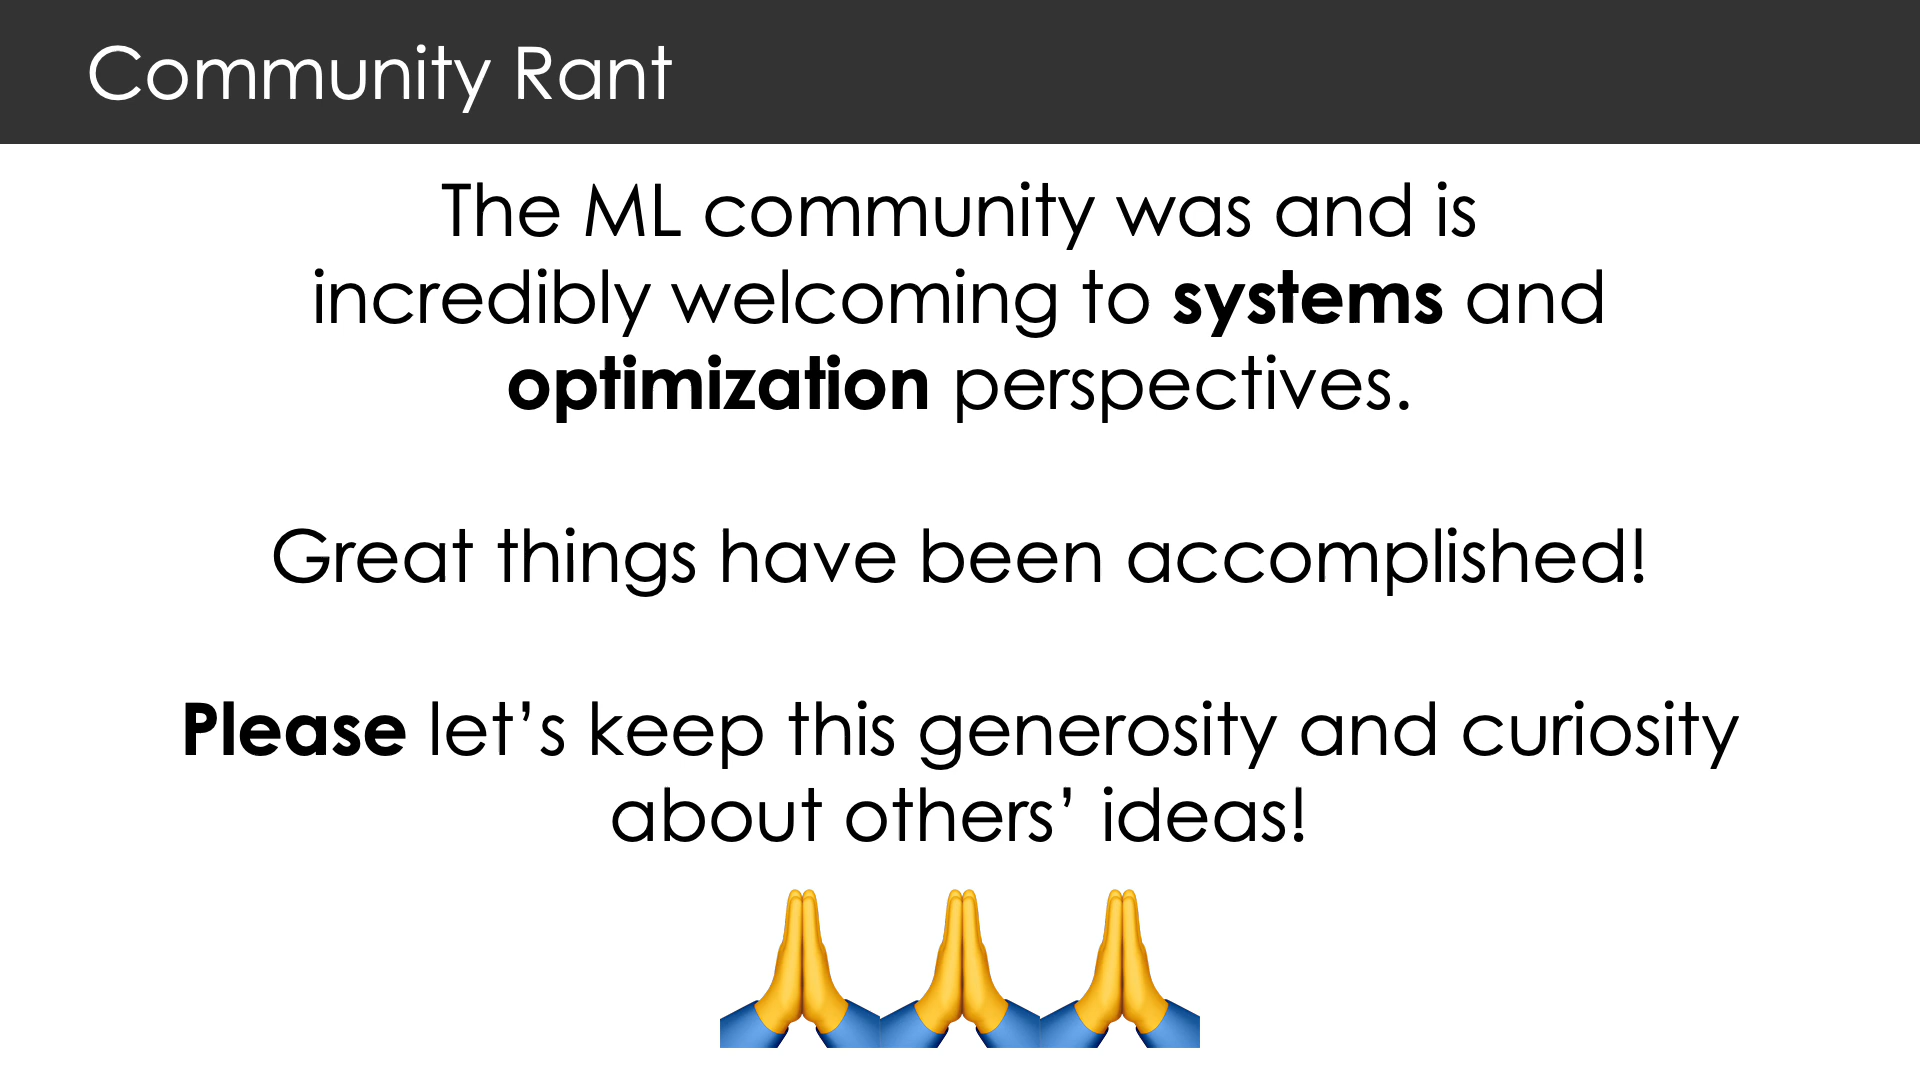 Community Rant
The ML community was and is
incredibly welcoming to systems and
optimization perspectives.
Great things have been accomplished!
Please let’s keep this generosity and curiosity
about others’ ideas!